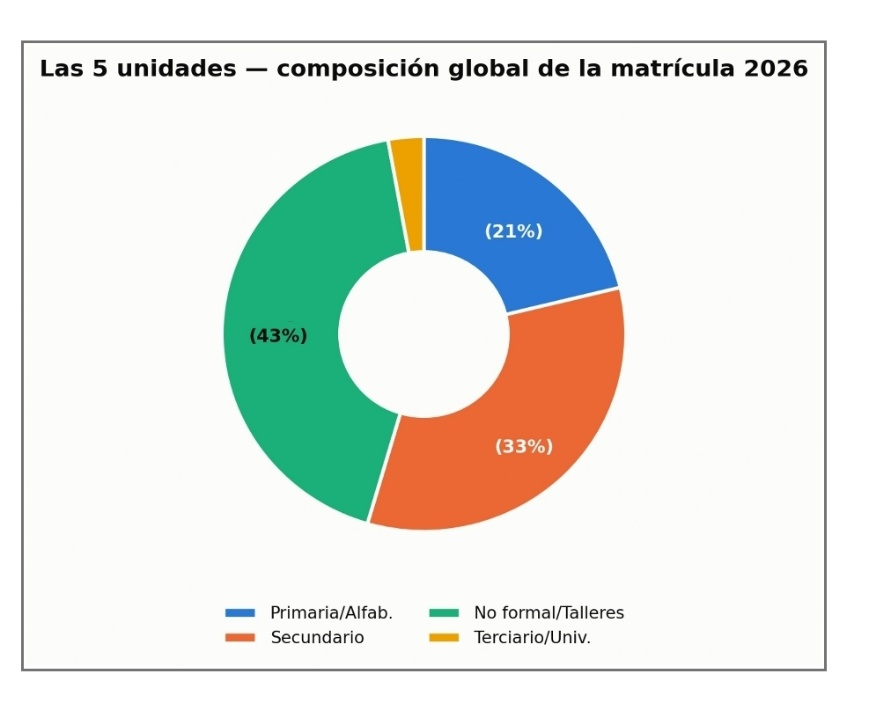 Las 5 unidades — composición global de la matrícula 2026
(21%)
(43%)
(33%)
Primaria/Alfab.
No formal/Talleres
Secundario
Terciario/Univ.